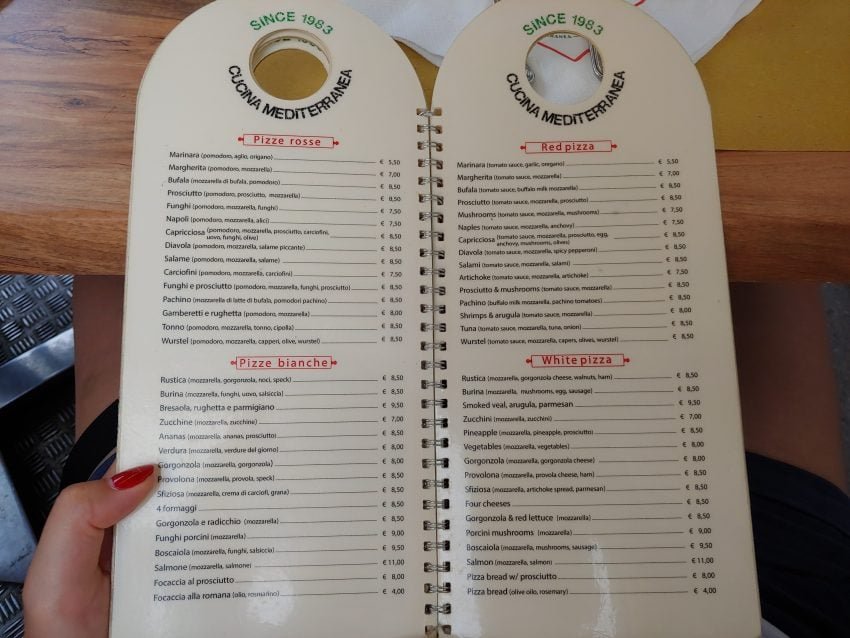 SiNCE 1983
CUCINA MEDiTERRANEA
Pizze rosse
Marinara (pomodoro, aglio, origano) € 5,50
Margherita (pomodoro, mozzarella) € 7,00
Bufala (mozzarella di bufala, pomodoro) € 8,50
Prosciutto (pomodoro, prosciutto, mozzarella) € 8,50
Funghi (pomodoro, mozzarella, funghi) € 7,50
Napoli (pomodoro, mozzarella, alici) € 7,50
Capricciosa (pomodoro, mozzarella, prosciutto, carciofini, € 8,50
uovo, funghi, olive)
Diavola (pomodoro, mozzarella, salame piccante) € 8,50
Salame (pomodoro, mozzarella, salame) € 8,50
Carciofini (pomodoro, mozzarella, carciofini) € 7,50
Funghi e prosciutto (pomodoro, mozzarella, funghi, prosciutto) € 8,50
Pachino (mozzarella di latte di bufala, pomodori pachino) € 8,50
Gamberetti e rughetta (pomodoro, mozzarella) € 8,00
Tonno (pomodoro, mozzarella, tonno, cipolla) € 8,50
Wurstel (pomodoro, mozzarella, capperi, olive, wurstel) € 8,50
Pizze bianche
Rustica (mozzarella, gorgonzola, noci, speck) € 8,50
Burina (mozzarella, funghi, uovo, salsiccia) € 8,50
Bresaola, rughetta e parmigiano € 9,50
Zucchine (mozzarella, zucchine) € 7,00
Ananas (mozzarella, ananas, prosciutto) € 8,50
Verdura (mozzarella, verdure del giorno) € 8,00
Gorgonzola (mozzarella, gorgonzola) € 8,00
Provolona (mozzarella, provola, speck) € 8,50
Sfiziosa (mozzarella, crema di carciofi, grana) € 8,50
4 formaggi € 8,50
Gorgonzola e radicchio (mozzarella) € 8,50
Funghi porcini (mozzarella) € 9,00
Boscaiola (mozzarella, funghi, salsiccia) € 9,50
Salmone (mozzarella, salmone) € 11,00
Focaccia al prosciutto € 8,00
Focaccia alla romana (olio, rosmarino) € 4,00
SiNCE 1983
CUCINA MEDiTERRANEA
Red pizza
Marinara (tomato sauce, garlic, oregano) € 5,50
Margherita (tomato sauce, mozzarella) € 7,00
Bufala (tomato sauce, buffalo milk mozzarella) € 8,50
Prosciutto (tomato sauce, mozzarella, prosciutto) € 8,50
Mushrooms (tomato sauce, mozzarella, mushrooms) € 7,50
Naples (tomato sauce, mozzarella, anchovy) € 7,50
Capricciosa (tomato sauce, mozzarella, prosciutto, egg, € 8,50
anchovy, mushrooms, olives)
Diavola (tomato sauce, mozzarella, spicy pepperoni) € 8,50
Salami (tomato sauce, mozzarella, salami) € 8,50
Artichoke (tomato sauce, mozzarella, artichoke) € 7,50
Prosciutto & mushrooms (tomato sauce, mozzarella) € 8,50
Pachino (buffalo milk mozzarella, pachino tomatoes) € 8,50
Shrimps & arugula (tomato sauce, mozzarella) € 8,00
Tuna (tomato sauce, mozzarella, tuna, onion) € 8,50
Wurstel (tomato sauce, mozzarella, capers, olives, wurstel) € 8,50
White pizza
Rustica (mozzarella, gorgonzola cheese, walnuts, ham) € 8,50
Burina (mozzarella, mushrooms, egg, sausage) € 8,50
Smoked veal, arugula, parmesan € 9,50
Zucchini (mozzarella, zucchini) € 7,00
Pineapple (mozzarella, pineapple, prosciutto) € 8,50
Vegetables (mozzarella, vegetables) € 8,00
Gorgonzola (mozzarella, gorgonzola cheese) € 8,00
Provolona (mozzarella, provola cheese, ham) € 8,50
Sfiziosa (mozzarella, artichoke spread, parmesan) € 8,50
Four cheeses € 8,50
Gorgonzola & red lettuce (mozzarella) € 8,50
Porcini mushrooms (mozzarella) € 9,00
Boscaiola (mozzarella, mushrooms, sausage) € 9,50
Salmon (mozzarella, salmon) € 11,00
Pizza bread w/ prosciutto € 8,00
Pizza bread (olive oilo, rosemary) € 4,00